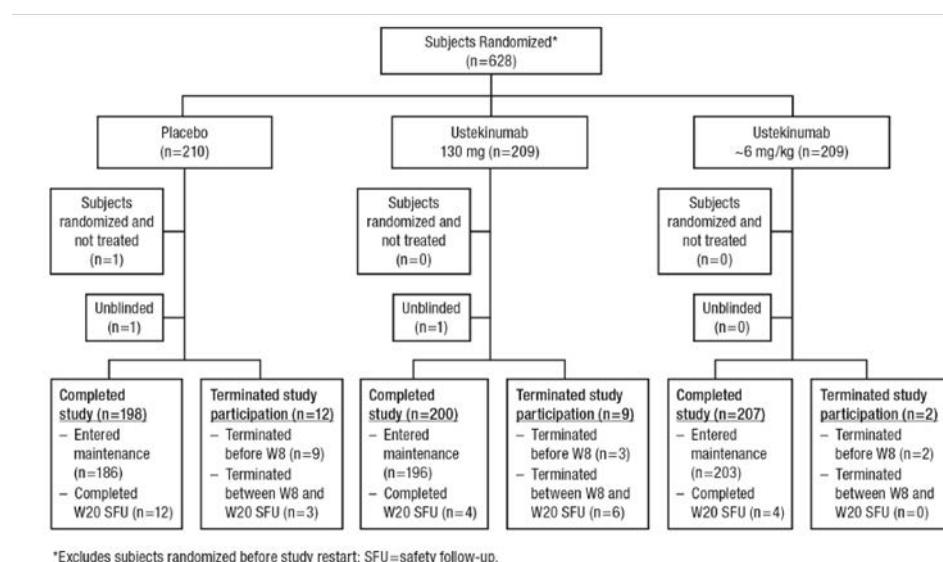 Subjects Randomized*
(n=628)
Placebo
(n=210)
Ustekinumab
130 mg (n=209)
Ustekinumab
~6 mg/kg (n=209)
Subjects
randomized and
not treated
(n=1)
Subjects
randomized and
not treated
(n=0)
Subjects
randomized and
not treated
(n=0)
Unblinded
(n=1)
Unblinded
(n=1)
Unblinded
(n=0)
Completed
study (n=198)
– Entered
maintenance
(n=186)
– Completed
W20 SFU (n=12)
Terminated study
participation (n=12)
– Terminated
before W8 (n=9)
– Terminated
between W8 and
W20 SFU (n=3)
Completed
study (n=200)
– Entered
maintenance
(n=196)
– Completed
W20 SFU (n=4)
Terminated study
participation (n=9)
– Terminated
before W8 (n=3)
– Terminated
between W8 and
W20 SFU (n=6)
Completed
study (n=207)
– Entered
maintenance
(n=203)
– Completed
W20 SFU (n=4)
Terminated study
participation (n=2)
– Terminated
before W8 (n=2)
– Terminated
between W8 and
W20 SFU (n=0)
*Excludes subjects randomized before study restart; SFU=safety follow-up.